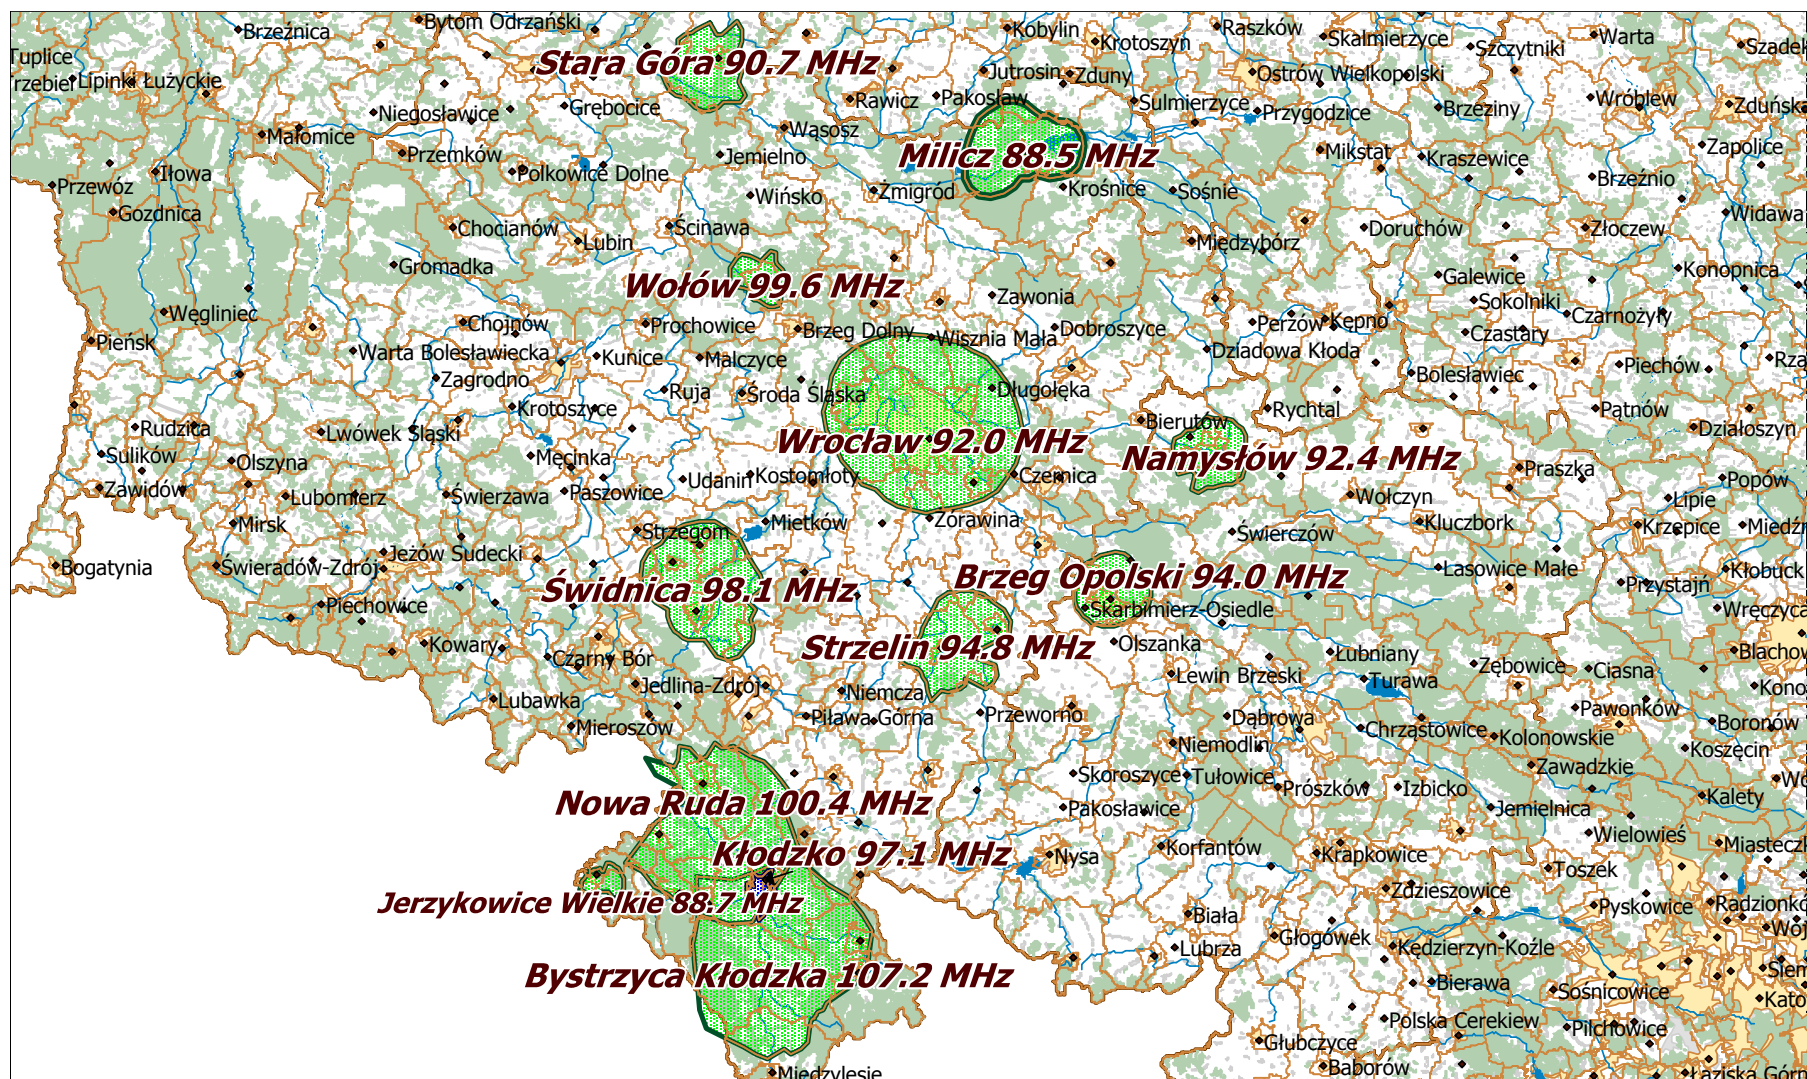 Bytom Odrzański
Brzeźnica
Kobylin
Raszków
Skalmierzyce
Warta
Krotoszyn
Szczytniki
Szadek
Tuplice
Stara Góra 90.7 MHz
Jutrosin
Zduny
Ostrów Wielkopolski
Lipinki Łużyckie
Rawicz
Pakosław
Sulmierzyce
Wróblew
Zduńska
Niegosławice
Grębocice
Przygodzice
Brzeziny
Małomice
Wąsosz
Przemków
Jemielno
Milicz 88.5 MHz
Mikstat
Kraszewice
Zapolice
Iłowa
Polkowice Dolne
Przewóz
Wińsko
Żmigród
Krośnice
Sośnie
Brzeźnio
Gozdnica
Widawa
Chocianów
Lubin
Ścinawa
Międzybórz
Doruchów
Złoczew
Gromadka
Galewice
Konopnica
Wołów 99.6 MHz
Zawonia
Sokolniki
Węgliniec
Chojnów
Prochowice
Brzeg Dolny
Wisznia Mała
Dobroszyce
Perzów
Kępno
Czarnożyły
Czastary
Pieńsk
Warta Bolesławiecka
Kunice
Malczyce
Dziadowa Kłoda
Piechów
Zagrodno
Bolesławiec
Ruja
Środa Śląska
Długołęka
Krotoszyce
Rychtal
Pątnów
Rudzica
Lwówek Śląski
Bierutów
Działoszyn
Wrocław 92.0 MHz
Sulików
Olszyna
Męcinka
Namysłów 92.4 MHz
Praszka
Zawidów
Lubomierz
Świerzawa
Paszowice
Udanin
Kostomłoty
Czernica
Wołczyn
Popów
Lipie
Mirsk
Strzegom
Mietków
Żórawina
Świerczów
Kluczbork
Krzepice
Jeżów Sudecki
Bogatynia
Świeradów-Zdrój
Lasowice Małe
Kłobuck
Brzeg Opolski 94.0 MHz
Przystajń
Świdnica 98.1 MHz
Piechowice
Skarbimierz-Osiedle
Wręczyca
Kowary
Czarny Bór
Strzelin 94.8 MHz
Olszanka
Łubniany
Zębowice
Ciasna
Blachow
Jedlina-Zdrój
Niemcza
Lewin Brzeski
Turawa
Lubawka
Mieroszów
Piława Górna
Przeworno
Dąbrowa
Chrząstowice
Kolonowskie
Pawonków
Boronów
Niemodlin
Koszęcin
Skoroszyce
Tułowice
Prószków
Izbicko
Zawadzkie
Nowa Ruda 100.4 MHz
Pakosławice
Jemielnica
Kalety
Wielowieś
Kłodzko 97.1 MHz
Nysa
Korfantów
Krapkowice
Toszek
Jerzykowice Wielkie 88.7 MHz
Zdzieszowice
Pyskowice
Biała
Głogówek
Lubrza
Kędzierzyn-Koźle
Bystrzyca Kłodzka 107.2 MHz
Bierawa
Sośnicowice
Polska Cerekiew
Pilchowice
Głubczyce
Baborów
Międzylesie
Łaziska Górn